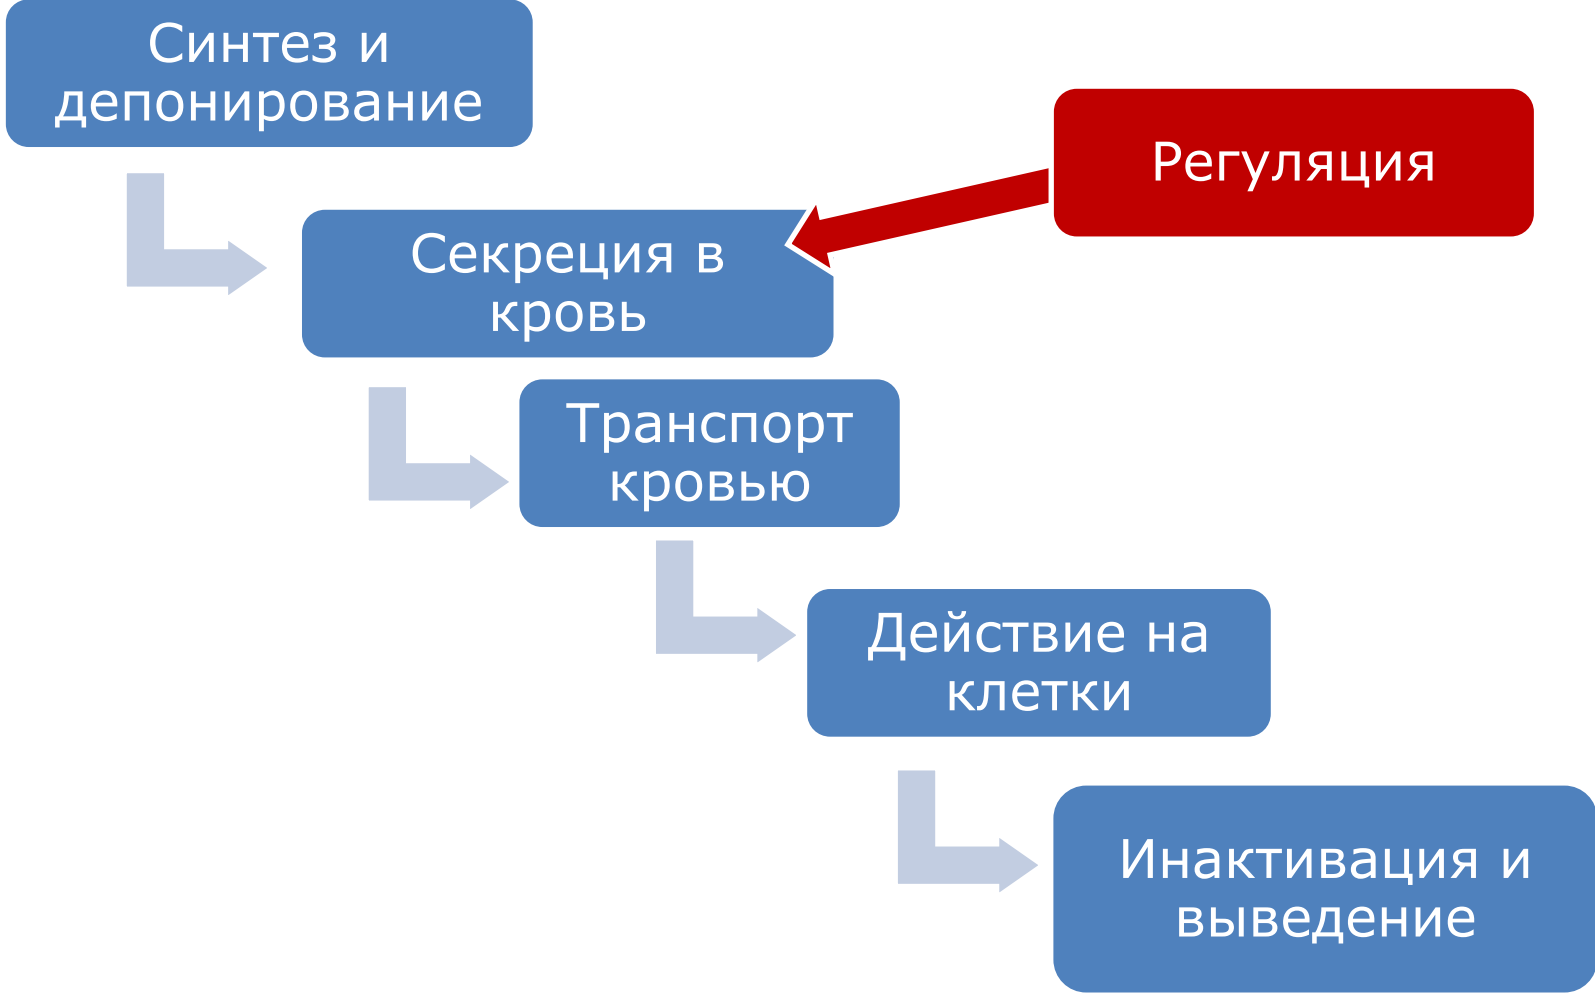 Синтез и
депонирование
Регуляция
Секреция в
кровь
Транспорт
кровью
Действие на
клетки
Инактивация и
выведение